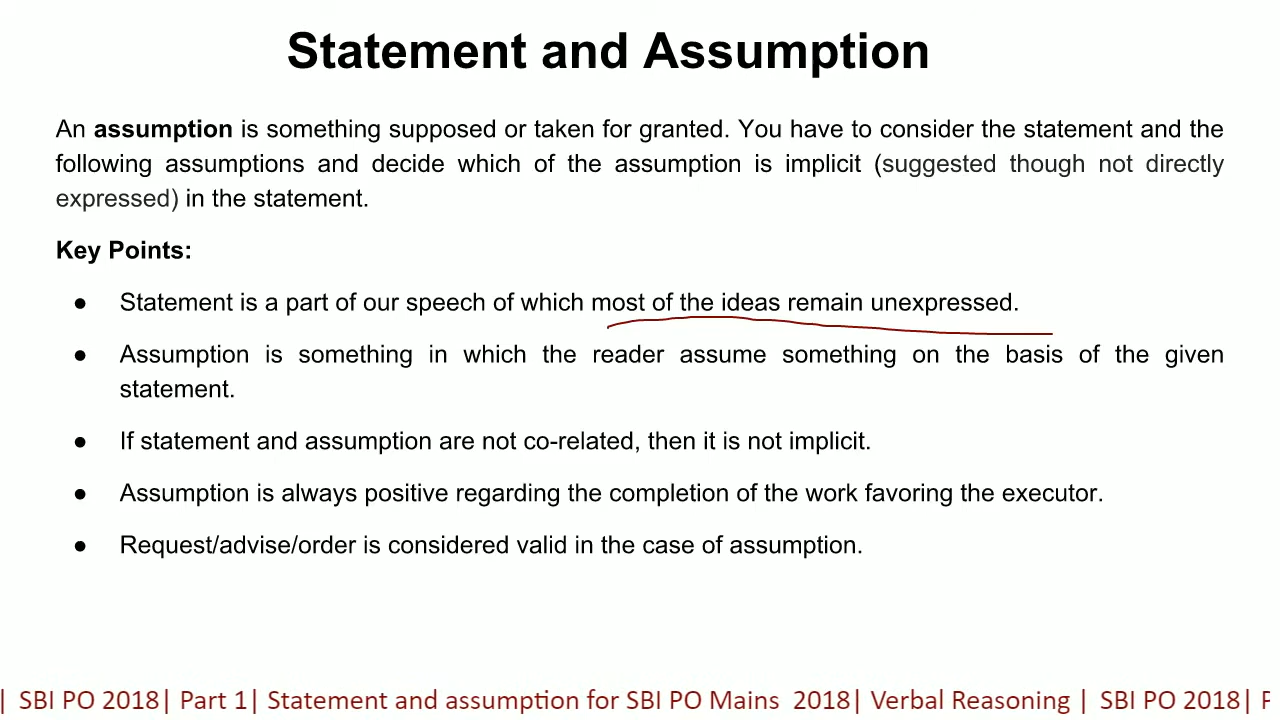 Statement and Assumption
An assumption is something supposed or taken for granted. You have to consider the statement and the
following assumptions and decide which of the assumption is implicit (suggested though not directly
expressed) in the statement.
Key Points:
● Statement is a part of our speech of which most of the ideas remain unexpressed.
● Assumption is something in which the reader assume something on the basis of the given
statement.
● If statement and assumption are not co-related, then it is not implicit.
● Assumption is always positive regarding the completion of the work favoring the executor.
● Request/advise/order is considered valid in the case of assumption.
| SBI PO 2018| Part 1| Statement and assumption for SBI PO Mains 2018| Verbal Reasoning | SBI PO 2018| P